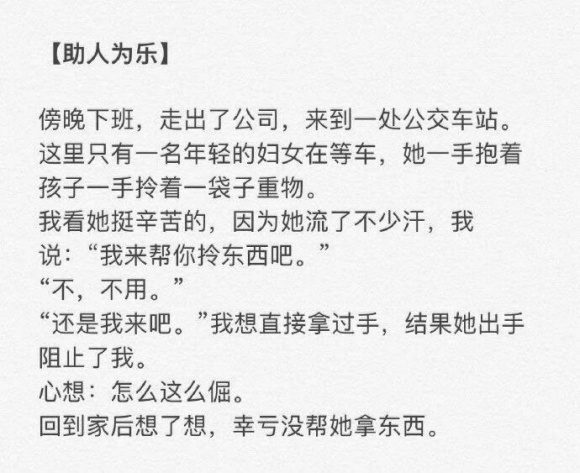 【助人为乐】
傍晚下班，走出了公司，来到一处公交车站。
这里只有一名年轻的妇女在等车，她一手抱着
孩子一手拎着一袋子重物。
我看她挺辛苦的，因为她流了不少汗，我
说：“我来帮你拎东西吧。”
“不，不用。”
“还是我来吧。”我想直接拿过手，结果她出手
阻止了我。
心想：怎么这么倔。
回到家后想了想，幸亏没帮她拿东西。